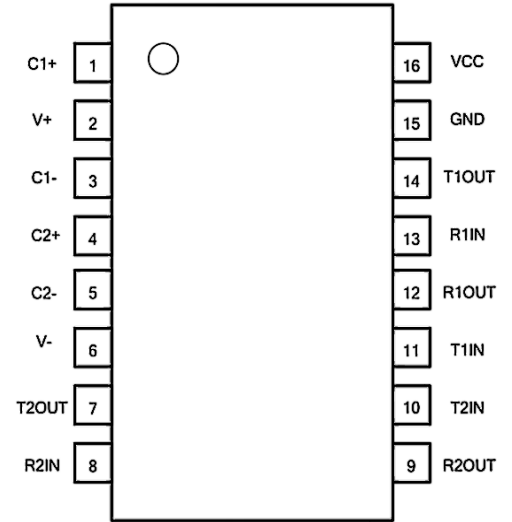 C1+ 1 16 VCC
V+ 2 15 GND
C1- 3 14 T1OUT
C2+ 4 13 R1IN
C2- 5 12 R1OUT
V- 6 11 T1IN
T2OUT 7 10 T2IN
R2IN 8 9 R2OUT